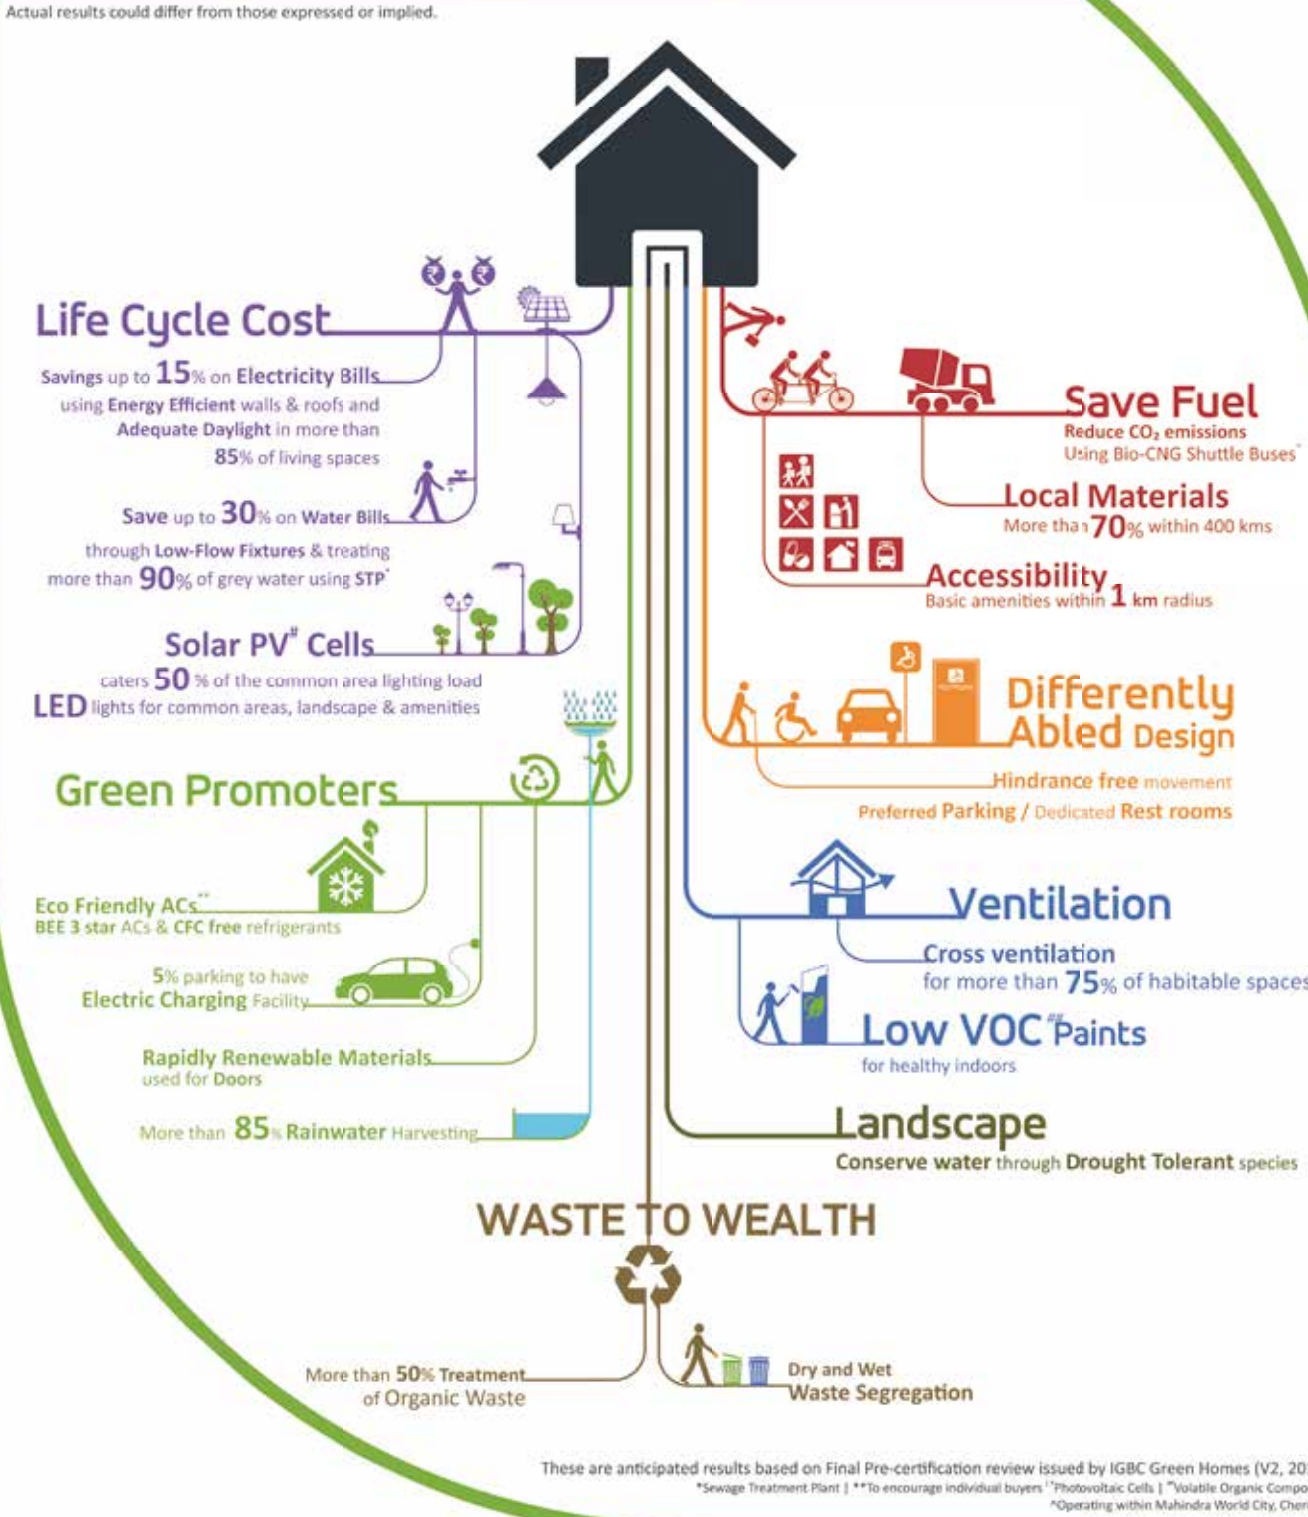 Actual results could differ from those expressed or implied.
Life Cycle Cost
Savings up to 15% on Electricity Bills
using Energy Efficient walls & roofs and
Adequate Daylight in more than
85% of living spaces
Save up to 30% on Water Bills
through Low-Flow Fixtures & treating
more than 90% of grey water using STP*
Solar PV# Cells
caters 50 % of the common area lighting load
LED lights for common areas, landscape & amenities
Green Promoters
Eco Friendly ACs**
BEE 3 star ACs & CFC free refrigerants
5% parking to have
Electric Charging Facility
Rapidly Renewable Materials
used for Doors
More than 85% Rainwater Harvesting
Save Fuel
Reduce CO₂ emissions
Using Bio-CNG Shuttle Buses^
Local Materials
More than 70% within 400 kms
Accessibility
Basic amenities within 1 km radius
Differently
Abled Design
Hindrance free movement
Preferred Parking / Dedicated Rest rooms
Ventilation
Cross ventilation
for more than 75% of habitable spaces
Low VOC## Paints
for healthy indoors
Landscape
Conserve water through Drought Tolerant species
WASTE TO WEALTH
More than 50% Treatment
of Organic Waste
Dry and Wet
Waste Segregation
These are anticipated results based on Final Pre-certification review issued by IGBC Green Homes (V2, 20
*Sewage Treatment Plant | **To encourage individual buyers | Photovoltaic Cells | Volatile Organic Compo
^Operating within Mahindra World City, Chen